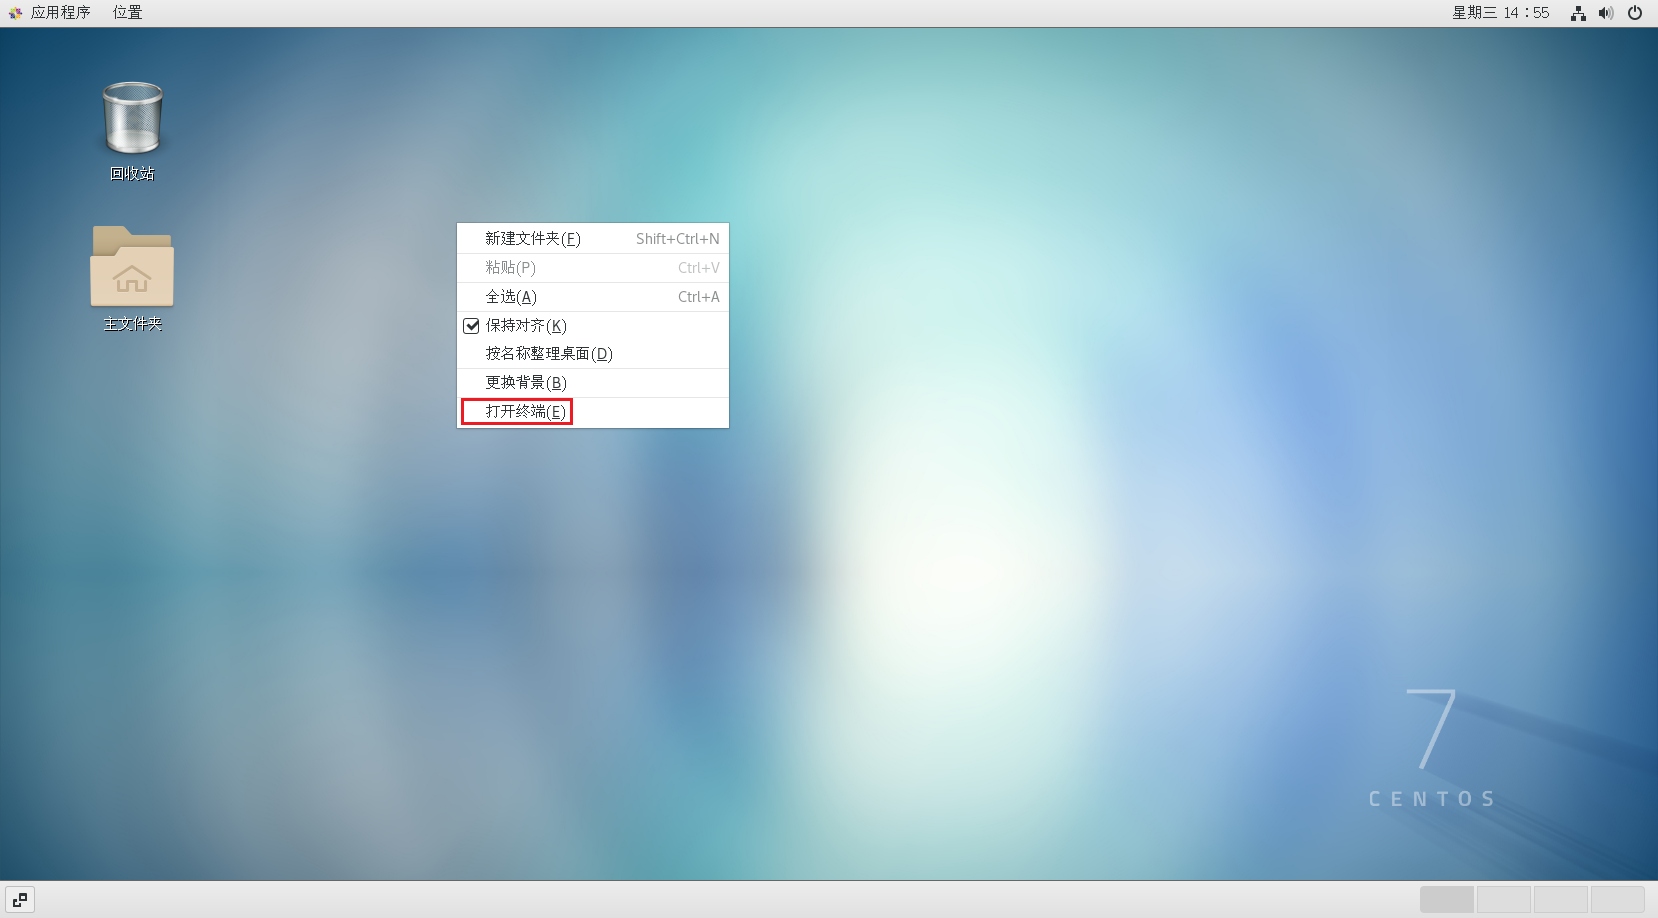 应用程序 位置 星期三 14：55
回收站
主文件夹
新建文件夹(F) Shift+Ctrl+N
粘贴(P) Ctrl+V
全选(A) Ctrl+A
保持对齐(K)
按名称整理桌面(D)
更换背景(B)
打开终端(E)
7
CENTOS